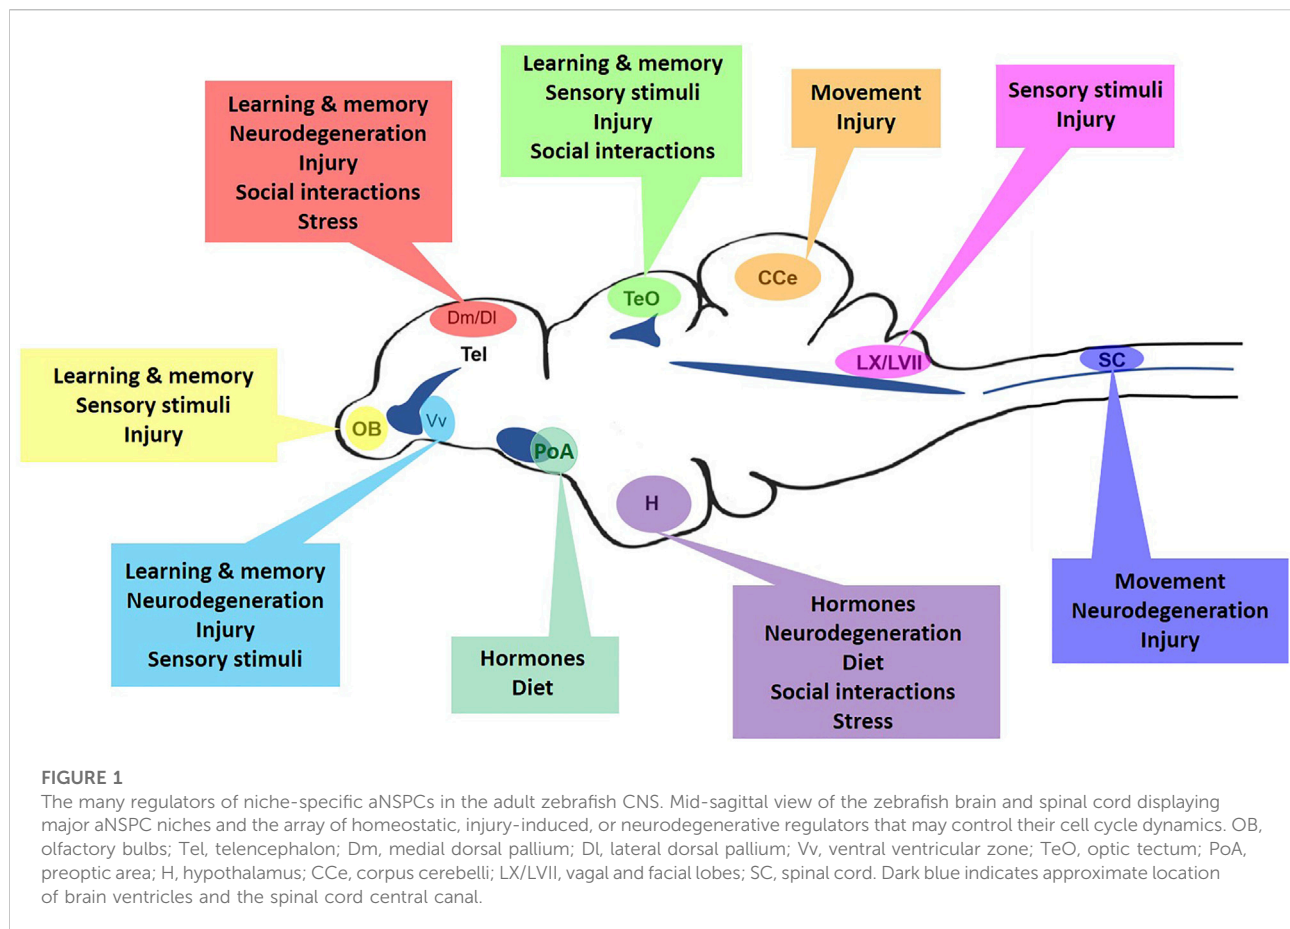 Learning & memory
Neurodegeneration
Injury
Social interactions
Stress
Learning & memory
Sensory stimuli
Injury
Social interactions
Movement
Injury
Sensory stimuli
Injury
Dm/Dl
Tel
TeO
CCe
LX/LVII
SC
Learning & memory
Sensory stimuli
Injury
OB
Vv
PoA
H
Learning & memory
Neurodegeneration
Injury
Sensory stimuli
Hormones
Diet
Hormones
Neurodegeneration
Diet
Social interactions
Stress
Movement
Neurodegeneration
Injury
FIGURE 1
The many regulators of niche-specific aNSPCs in the adult zebrafish CNS. Mid-sagittal view of the zebrafish brain and spinal cord displaying
major aNSPC niches and the array of homeostatic, injury-induced, or neurodegenerative regulators that may control their cell cycle dynamics. OB,
olfactory bulbs; Tel, telencephalon; Dm, medial dorsal pallium; Dl, lateral dorsal pallium; Vv, ventral ventricular zone; TeO, optic tectum; PoA,
preoptic area; H, hypothalamus; CCe, corpus cerebelli; LX/LVII, vagal and facial lobes; SC, spinal cord. Dark blue indicates approximate location
of brain ventricles and the spinal cord central canal.